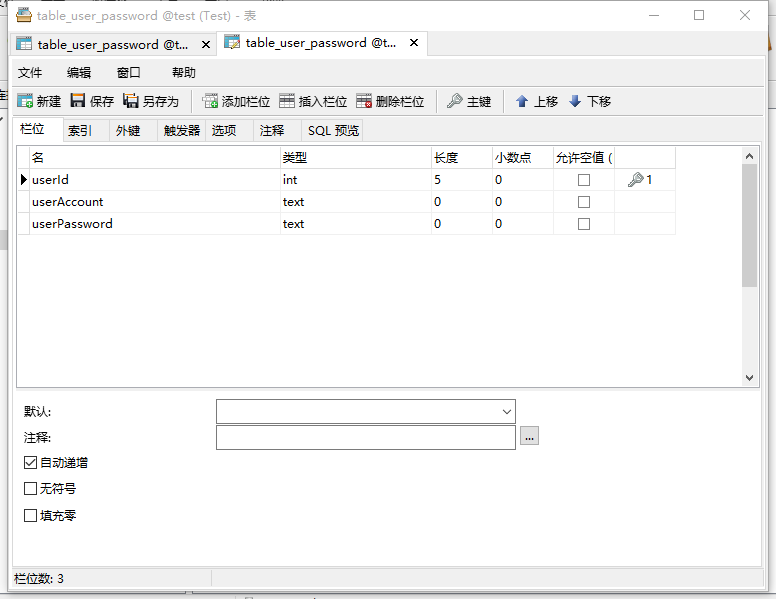 table_user_password @test (Test) - 表
table_user_password @t... table_user_password @t...
文件 编辑 窗口 帮助
新建 保存 另存为 添加栏位 插入栏位 删除栏位 主键 上移 下移
栏位 索引 外键 触发器 选项 注释 SQL 预览
名 类型 长度 小数点 允许空值 (
userId int 5 0 1
userAccount text 0 0
userPassword text 0 0
默认:
注释: ...
自动递增
无符号
填充零
栏位数: 3